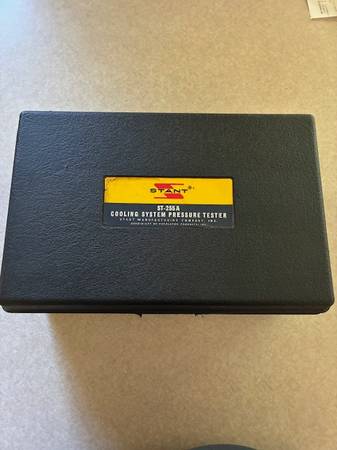 STANT®
ST-255A
COOLING SYSTEM PRESSURE TESTER
STANT MANUFACTURING COMPANY, INC.